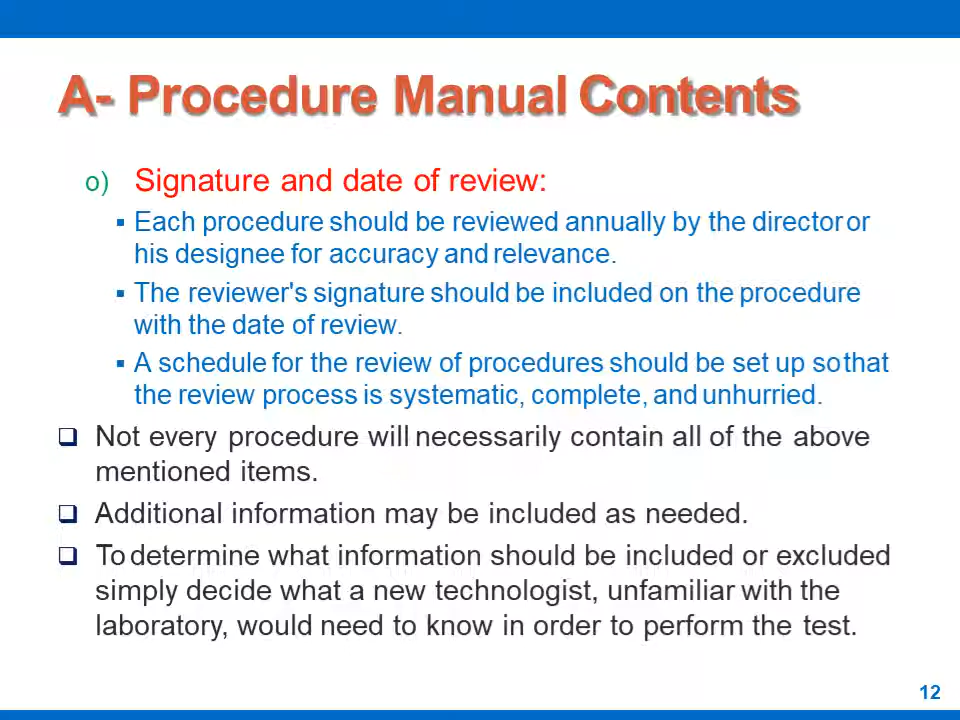 A- Procedure Manual Contents
o) Signature and date of review:
▪ Each procedure should be reviewed annually by the director or
his designee for accuracy and relevance.
▪ The reviewer's signature should be included on the procedure
with the date of review.
▪ A schedule for the review of procedures should be set up so that
the review process is systematic, complete, and unhurried.
❑ Not every procedure will necessarily contain all of the above
mentioned items.
❑ Additional information may be included as needed.
❑ To determine what information should be included or excluded
simply decide what a new technologist, unfamiliar with the
laboratory, would need to know in order to perform the test.
12